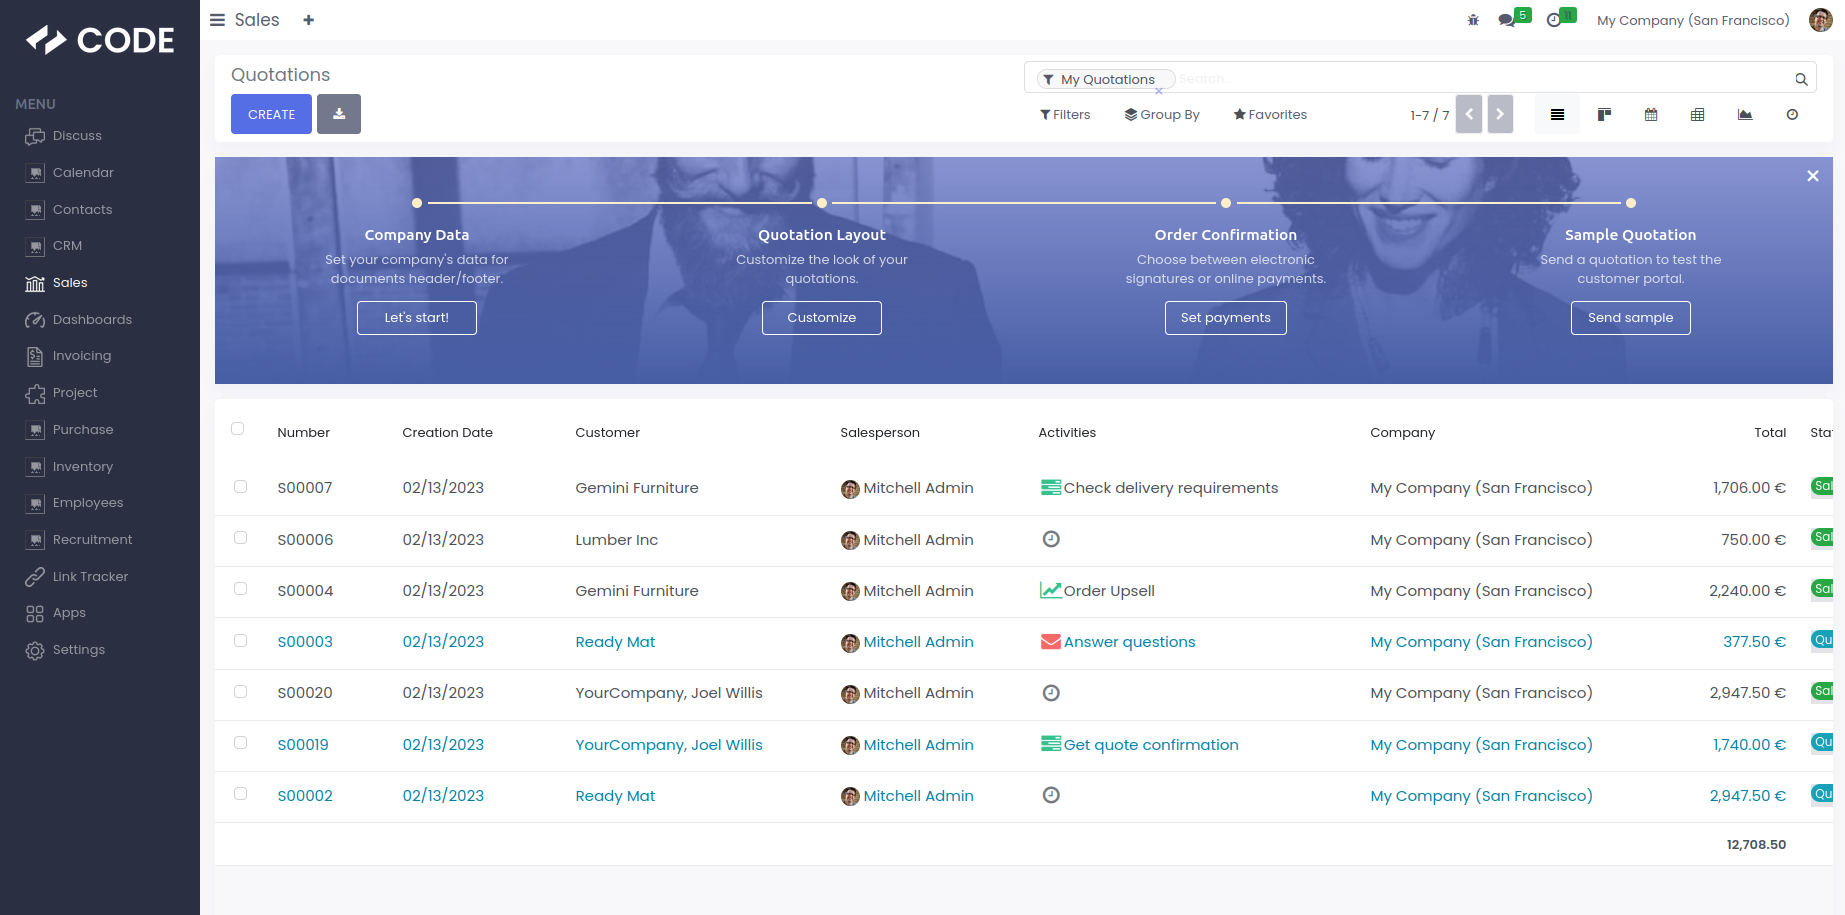 CODE
MENU
Discuss
Calendar
Contacts
CRM
Sales
Dashboards
Invoicing
Project
Purchase
Inventory
Employees
Recruitment
Link Tracker
Apps
Settings
Sales
5
11
My Company (San Francisco)
Quotations
My Quotations
Search...
CREATE
Filters
Group By
Favorites
1-7 / 7
Company Data
Set your company's data for
documents header/footer.
Let's start!
Quotation Layout
Customize the look of your
quotations.
Customize
Order Confirmation
Choose between electronic
signatures or online payments.
Set payments
Sample Quotation
Send a quotation to test the
customer portal.
Send sample
Number Creation Date Customer Salesperson Activities Company Total Stat
S00007 02/13/2023 Gemini Furniture Mitchell Admin Check delivery requirements My Company (San Francisco) 1,706.00 € Sal
S00006 02/13/2023 Lumber Inc Mitchell Admin My Company (San Francisco) 750.00 € Sal
S00004 02/13/2023 Gemini Furniture Mitchell Admin Order Upsell My Company (San Francisco) 2,240.00 € Sal
S00003 02/13/2023 Ready Mat Mitchell Admin Answer questions My Company (San Francisco) 377.50 € Qu
S00020 02/13/2023 YourCompany, Joel Willis Mitchell Admin My Company (San Francisco) 2,947.50 € Sal
S00019 02/13/2023 YourCompany, Joel Willis Mitchell Admin Get quote confirmation My Company (San Francisco) 1,740.00 € Qu
S00002 02/13/2023 Ready Mat Mitchell Admin My Company (San Francisco) 2,947.50 € Qu
12,708.50